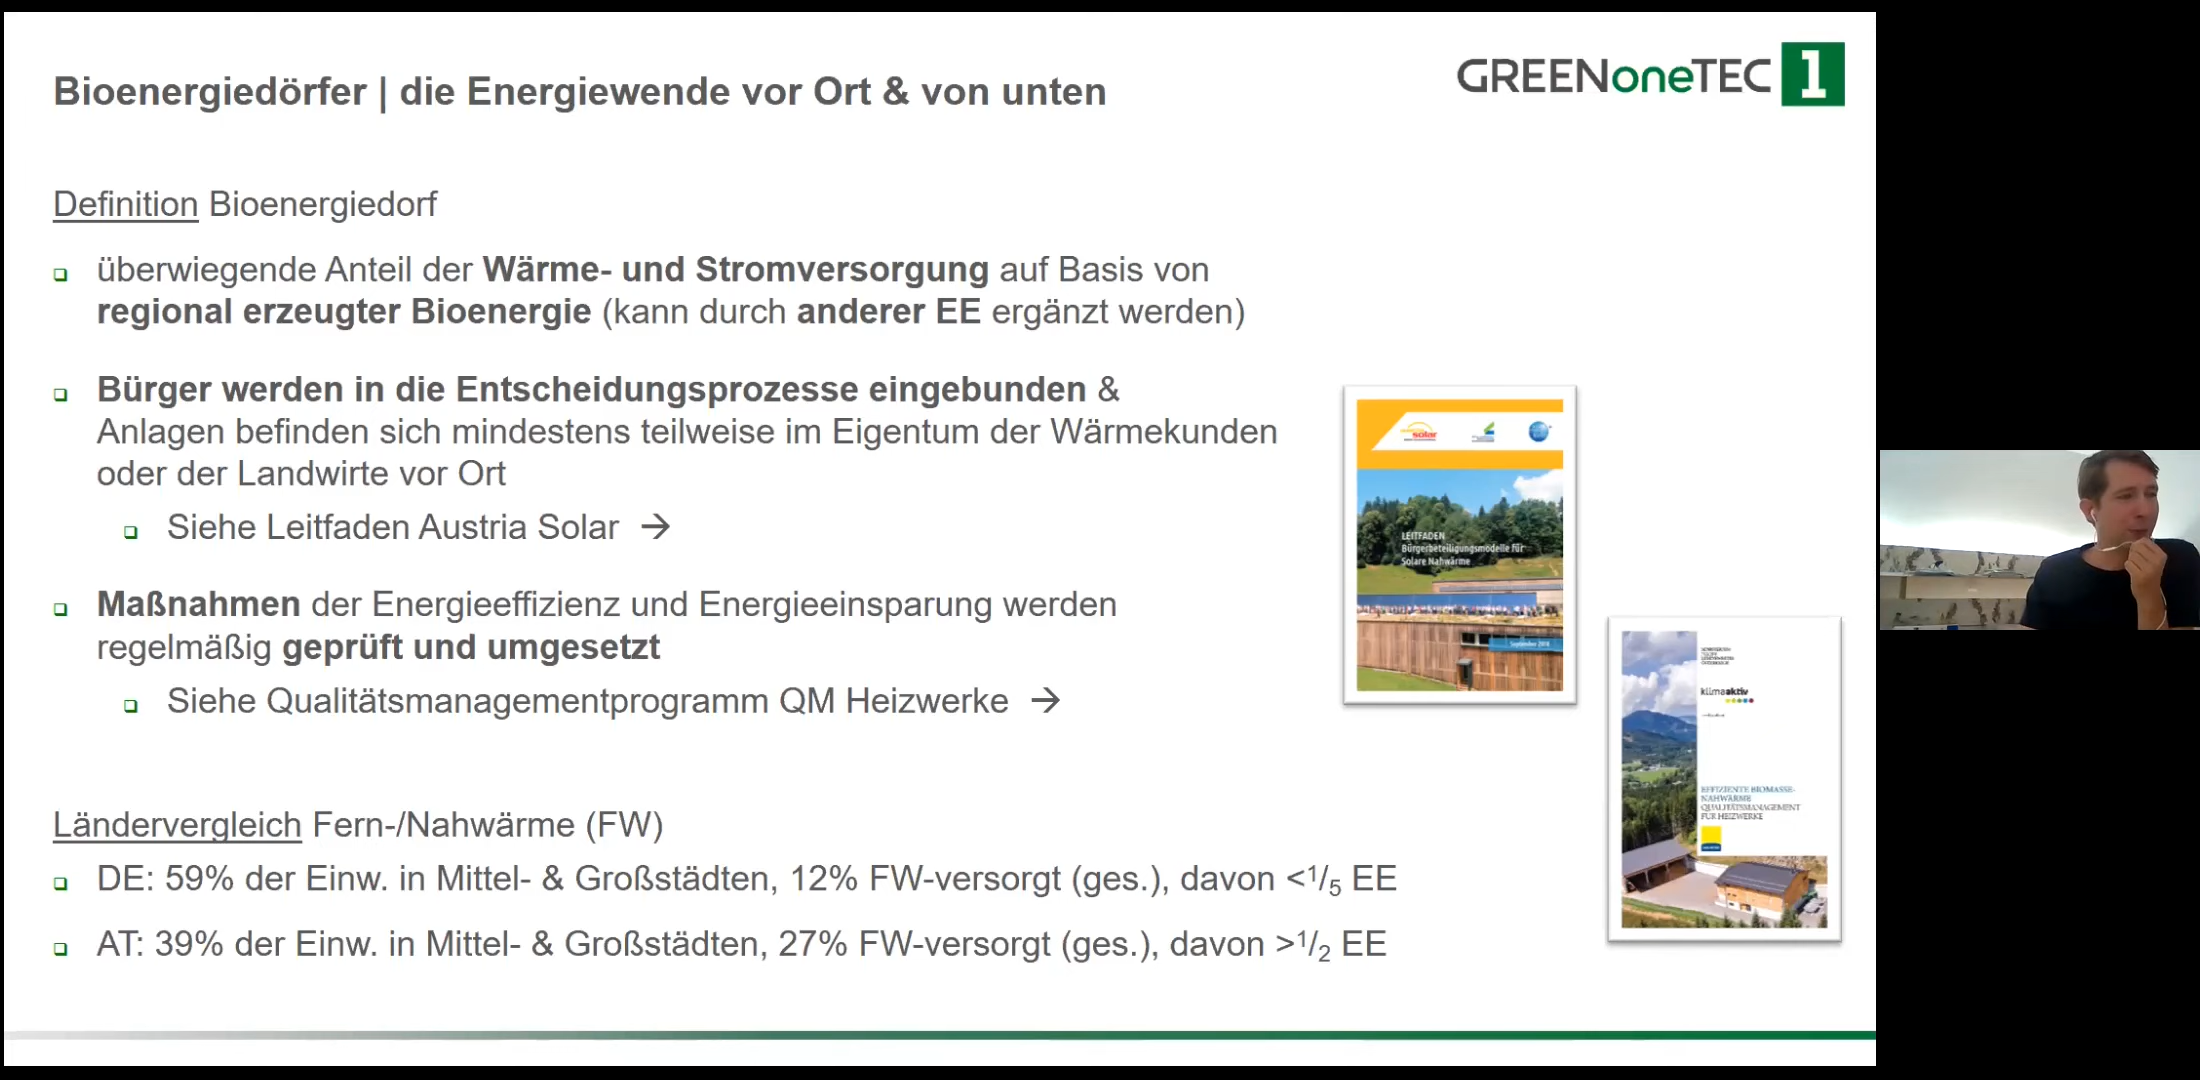 Bioenergiedörfer | die Energiewende vor Ort & von unten
GREENoneTEC 1
Definition Bioenergiedorf
überwiegende Anteil der Wärme- und Stromversorgung auf Basis von
regional erzeugter Bioenergie (kann durch anderer EE ergänzt werden)
Bürger werden in die Entscheidungsprozesse eingebunden &
Anlagen befinden sich mindestens teilweise im Eigentum der Wärmekunden
oder der Landwirte vor Ort
Siehe Leitfaden Austria Solar →
Maßnahmen der Energieeffizienz und Energieeinsparung werden
regelmäßig geprüft und umgesetzt
Siehe Qualitätsmanagementprogramm QM Heizwerke →
Ländervergleich Fern-/Nahwärme (FW)
DE: 59% der Einw. in Mittel- & Großstädten, 12% FW-versorgt (ges.), davon <1/5 EE
AT: 39% der Einw. in Mittel- & Großstädten, 27% FW-versorgt (ges.), davon >1/2 EE
solar
LEITFADEN
Bürgerbeteiligungsmodelle für
Solare Nahwärme
klimaaktiv
EFFIZIENTE BIOMASSE-
NAHWÄRME
QUALITÄTSMANAGEMENT
FÜR HEIZWERKE